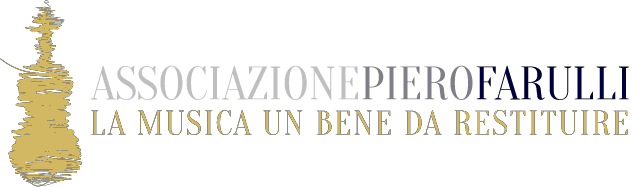 ASSOCIAZIONEPIEROFARULLI
LA MUSICA UN BENE DA RESTITUIRE